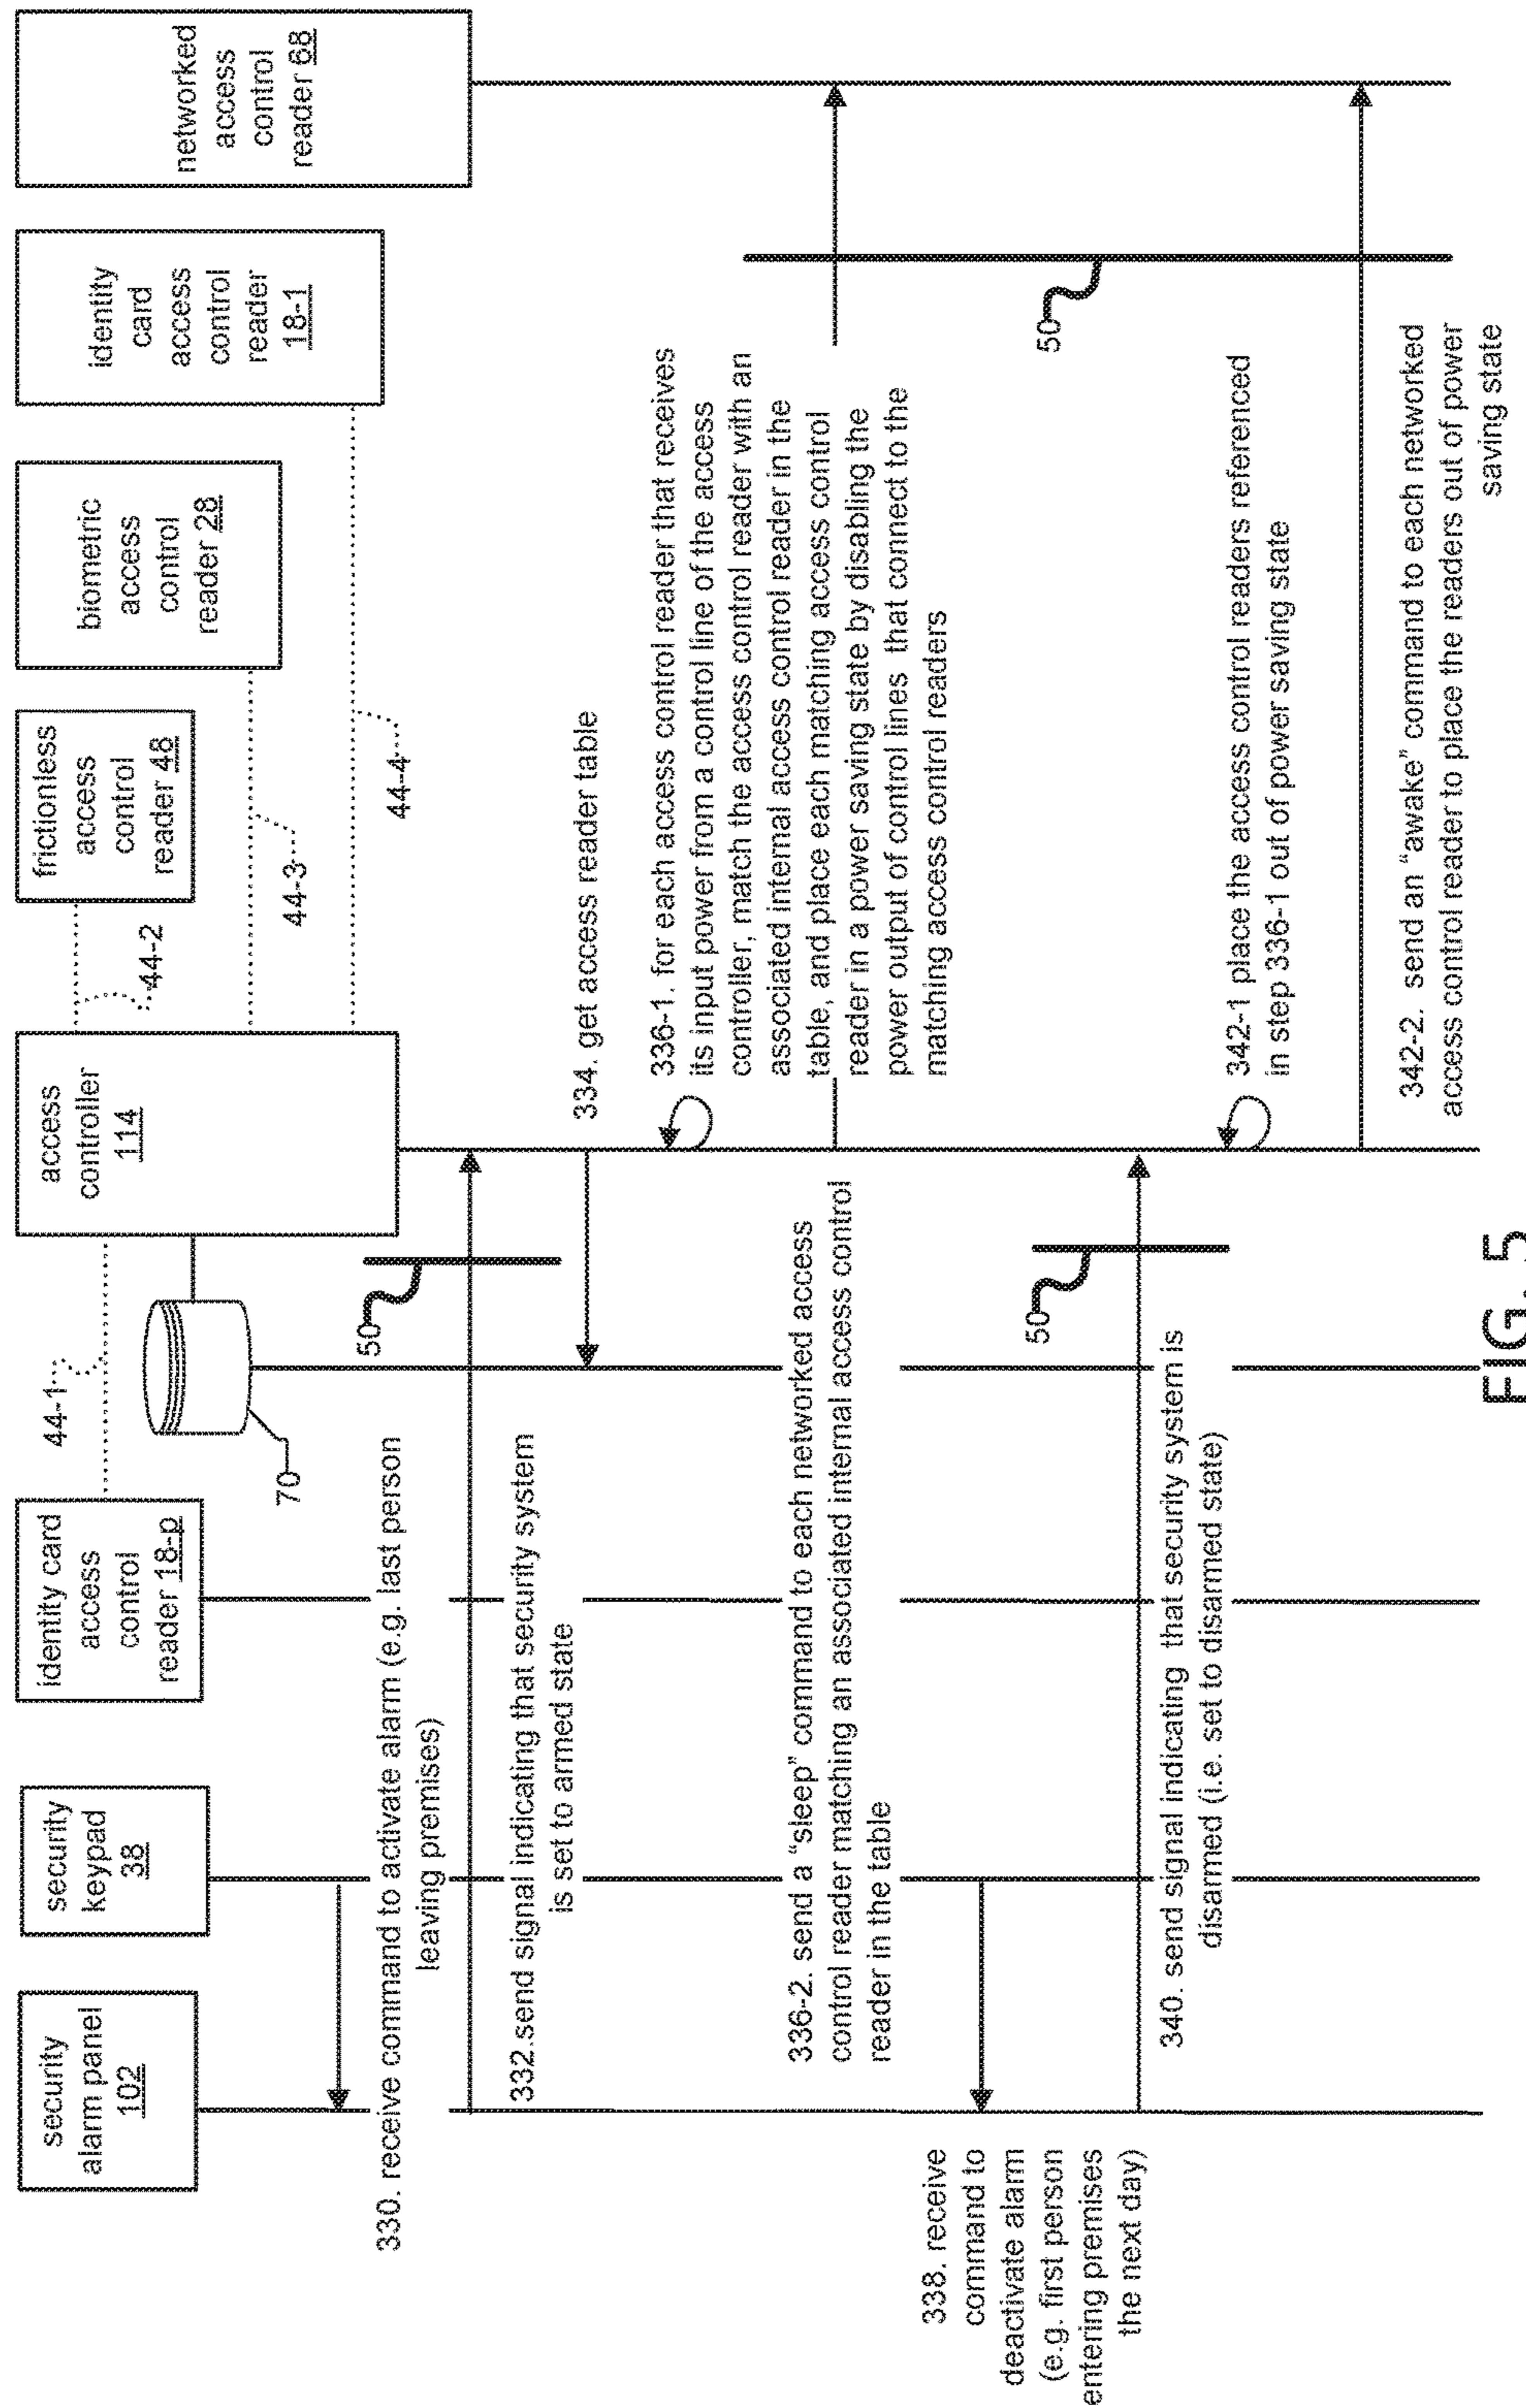 security
alarm panel
102
security
keypad
38
identity card
access
control
reader 18-p
44-1
70
access
controller
114
44-2
frictionless
access
control
reader 48
44-3
biometric
access
control
reader 28
44-4
identity
card
access
control
reader
18-1
networked
access
control
reader 68
330. receive command to activate alarm (e.g. last person
leaving premises)
50
332.send signal indicating that security system
is set to armed state
334. get access reader table
336-1. for each access control reader that receives
its input power from a control line of the access
controller, match the access control reader with an
associated internal access control reader in the
table, and place each matching access control
reader in a power saving state by disabling the
power output of control lines that connect to the
matching access control readers
336-2. send a “sleep” command to each networked access
control reader matching an associated internal access control
reader in the table
50
338. receive
command to
deactivate alarm
(e.g. first person
entering premises
the next day)
50
340. send signal indicating that security system is
disarmed (i.e. set to disarmed state)
342-1 place the access control readers referenced
in step 336-1 out of power saving state
342-2. send an “awake” command to each networked
access control reader to place the readers out of power
saving state
FIG. 5